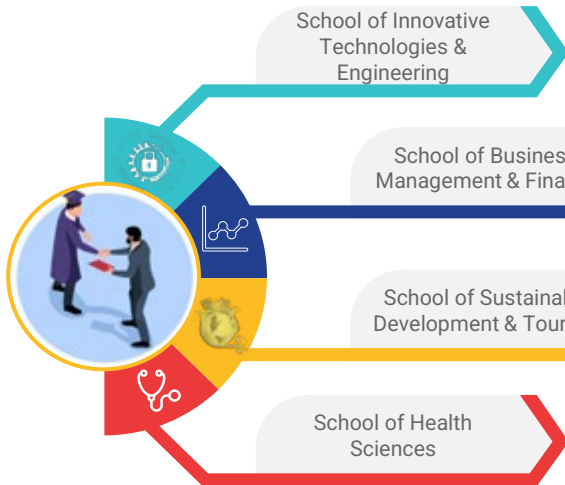 School of Innovative
Technologies &
Engineering
School of Busines
Management & Fina
School of Sustainal
Development & Tour
School of Health
Sciences